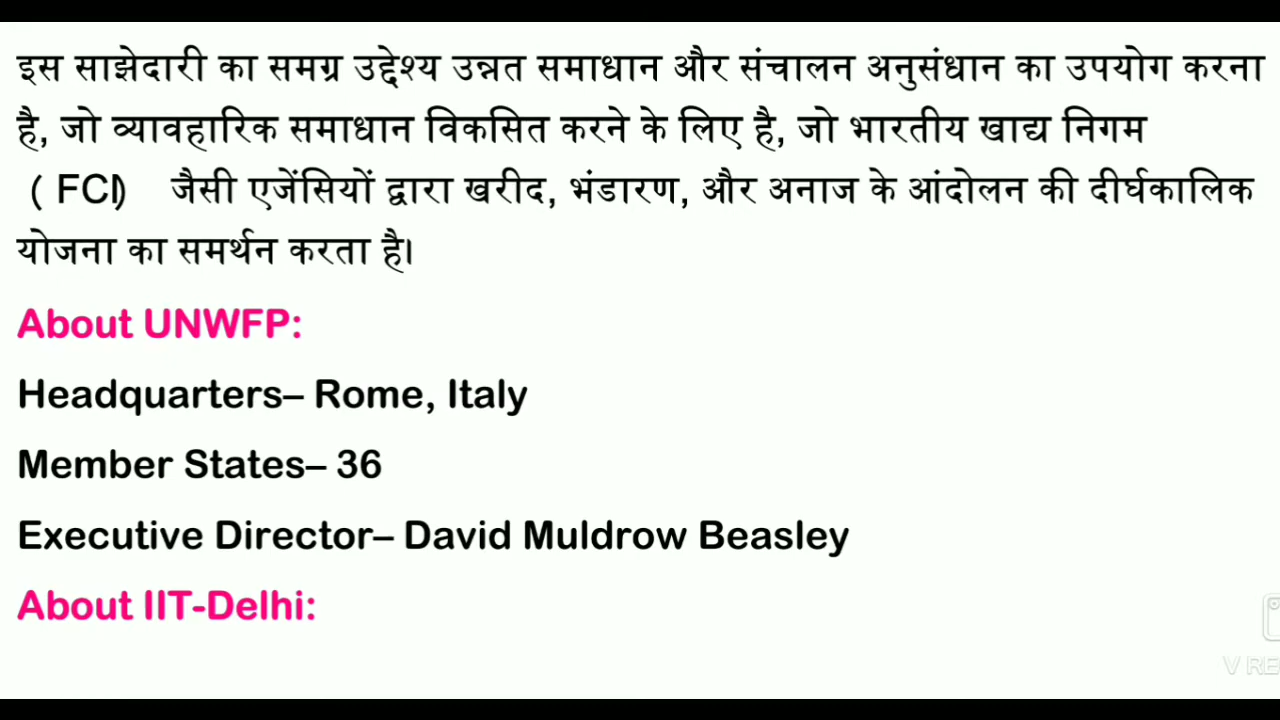 इस साझेदारी का समग्र उद्देश्य उन्नत समाधान और संचालन अनुसंधान का उपयोग करना
है, जो व्यावहारिक समाधान विकसित करने के लिए है, जो भारतीय खाद्य निगम
( FCI) जैसी एजेंसियों द्वारा खरीद, भंडारण, और अनाज के आंदोलन की दीर्घकालिक
योजना का समर्थन करता है।
About UNWFP:
Headquarters– Rome, Italy
Member States– 36
Executive Director– David Muldrow Beasley
About IIT-Delhi: